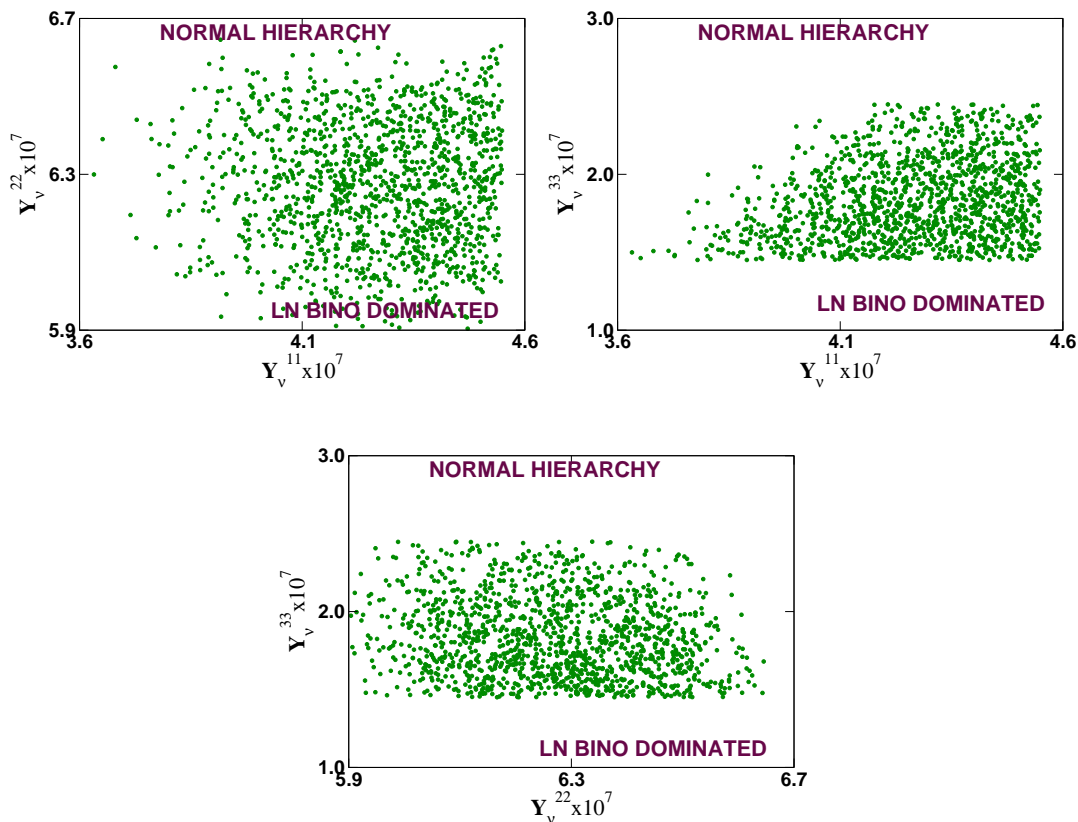 6.7
NORMAL HIERARCHY
Y_ν^22 x10^7
6.3
LN BINO DOMINATED
5.9
3.6 4.1 4.6
Y_ν^11 x10^7
3.0
NORMAL HIERARCHY
Y_ν^33 x10^7
2.0
LN BINO DOMINATED
1.0
3.6 4.1 4.6
Y_ν^11 x10^7
3.0
NORMAL HIERARCHY
Y_ν^33 x10^7
2.0
LN BINO DOMINATED
1.0
5.9 6.3 6.7
Y_ν^22 x10^7